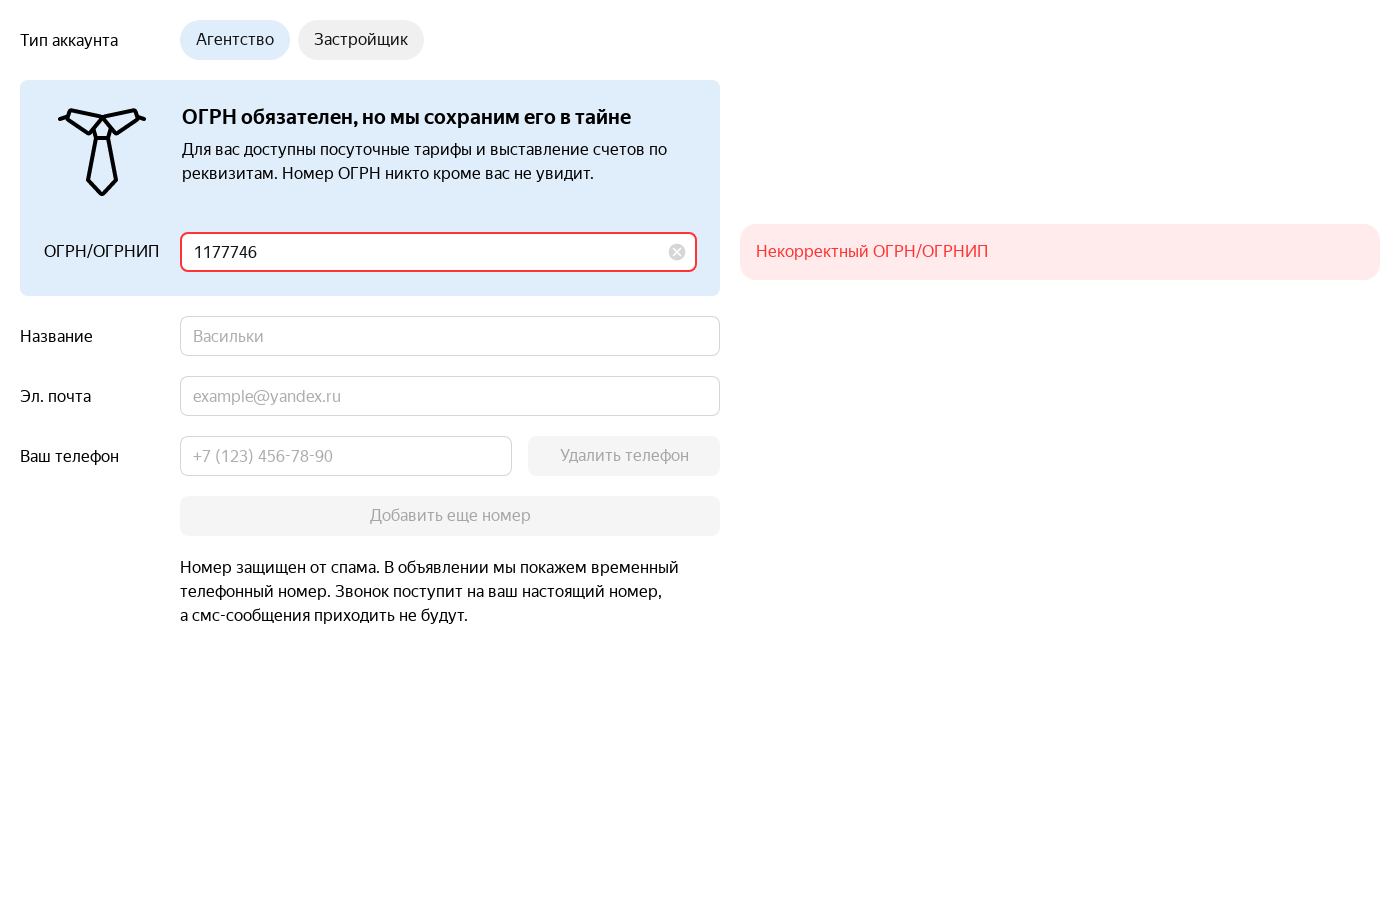 Тип аккаунта
Агентство
Застройщик
ОГРН обязателен, но мы сохраним его в тайне
Для вас доступны посуточные тарифы и выставление счетов по
реквизитам. Номер ОГРН никто кроме вас не увидит.
ОГРН/ОГРНИП
1177746
Некорректный ОГРН/ОГРНИП
Название
Васильки
Эл. почта
example@yandex.ru
Ваш телефон
+7 (123) 456-78-90
Удалить телефон
Добавить еще номер
Номер защищен от спама. В объявлении мы покажем временный
телефонный номер. Звонок поступит на ваш настоящий номер,
а смс-сообщения приходить не будут.